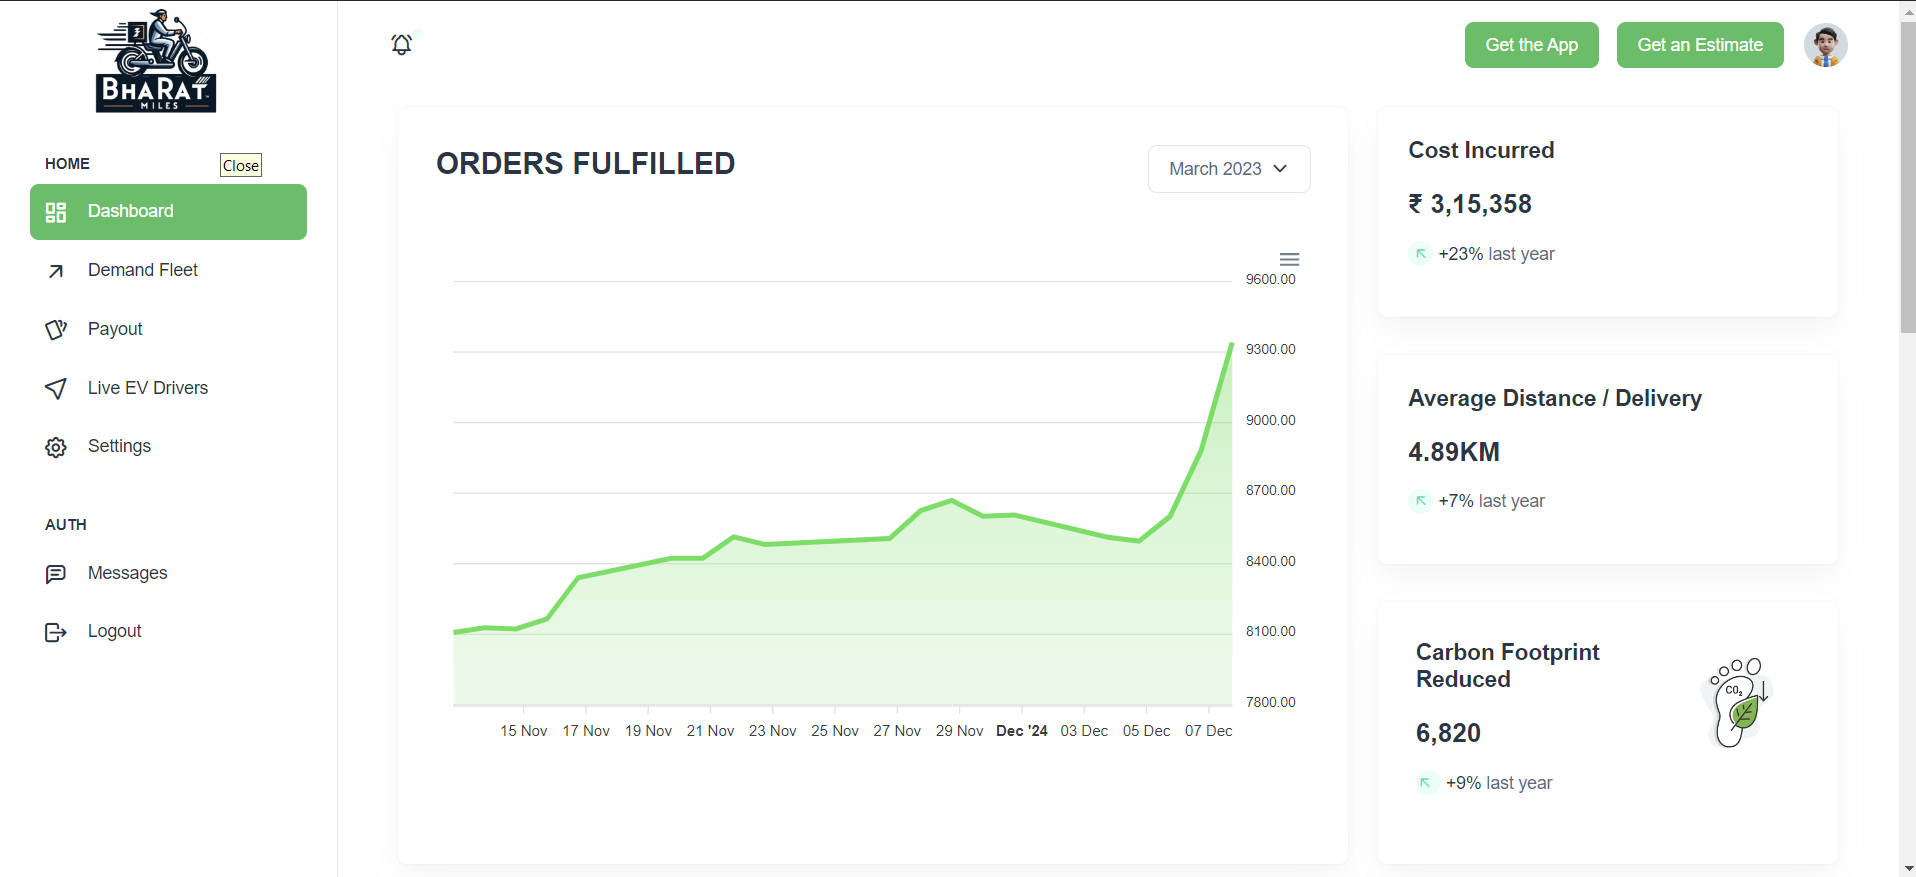 BHARAT
MILES
HOME
Close
Dashboard
Demand Fleet
Payout
Live EV Drivers
Settings
AUTH
Messages
Logout
Get the App
Get an Estimate
ORDERS FULFILLED
March 2023
9600.00
9300.00
9000.00
8700.00
8400.00
8100.00
7800.00
15 Nov 17 Nov 19 Nov 21 Nov 23 Nov 25 Nov 27 Nov 29 Nov Dec '24 03 Dec 05 Dec 07 Dec
Cost Incurred
₹ 3,15,358
+23% last year
Average Distance / Delivery
4.89KM
+7% last year
Carbon Footprint
Reduced
CO2
6,820
+9% last year